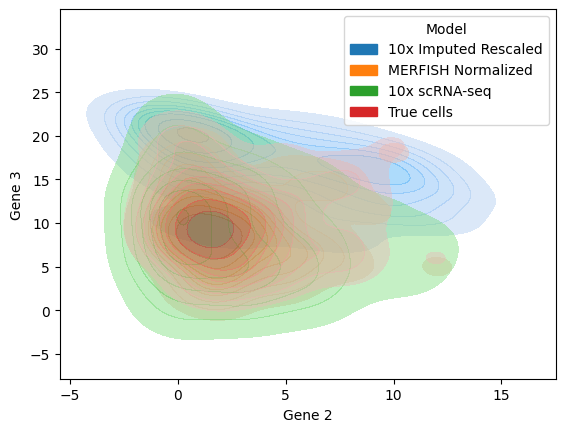 Model
10x Imputed Rescaled
MERFISH Normalized
10x scRNA-seq
True cells
30
25
20
15
10
5
0
−5
Gene 3
−5
0
5
10
15
Gene 2